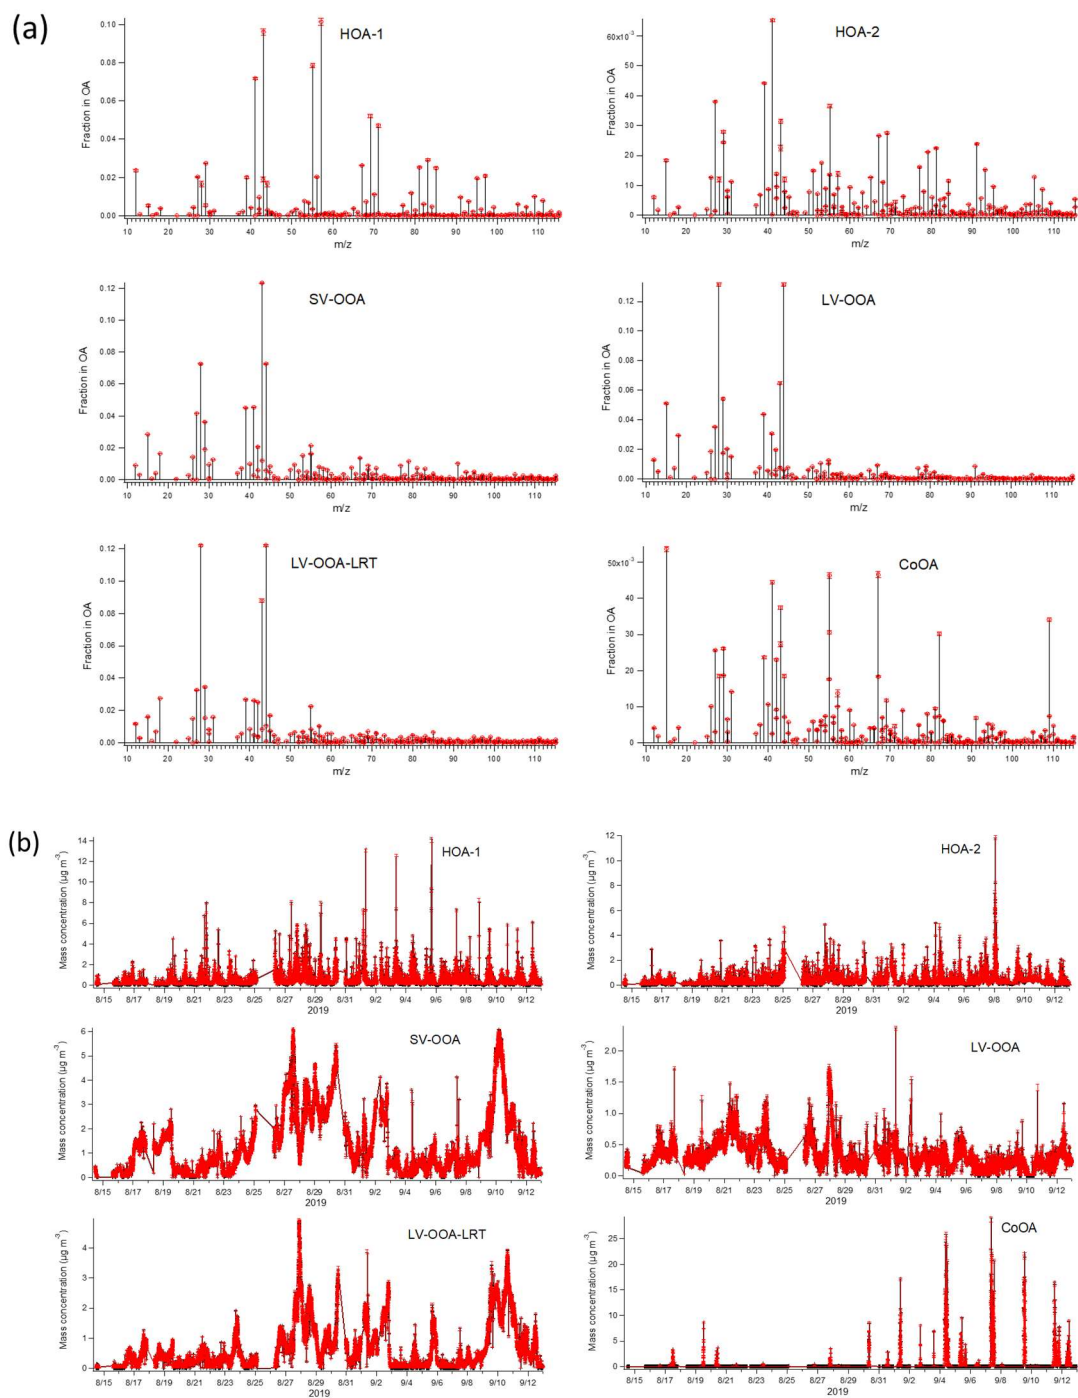 (a)
HOA-1
0.10
0.08
0.06
0.04
0.02
0.00
Fraction in OA
10 20 30 40 50 60 70 80 90 100 110
m/z
HOA-2
60x10⁻³
50
40
30
20
10
0
Fraction in OA
10 20 30 40 50 60 70 80 90 100 110
m/z
SV-OOA
0.12
0.10
0.08
0.06
0.04
0.02
0.00
Fraction in OA
10 20 30 40 50 60 70 80 90 100 110
m/z
LV-OOA
0.12
0.10
0.08
0.06
0.04
0.02
0.00
Fraction in OA
10 20 30 40 50 60 70 80 90 100 110
m/z
LV-OOA-LRT
0.12
0.10
0.08
0.06
0.04
0.02
0.00
Fraction in OA
10 20 30 40 50 60 70 80 90 100 110
m/z
CoOA
50x10⁻³
40
30
20
10
0
Fraction in OA
10 20 30 40 50 60 70 80 90 100 110
m/z
(b)
HOA-1
14
12
10
8
6
4
2
0
Mass concentration (µg m⁻³)
8/15 8/17 8/19 8/21 8/23 8/25 8/27 8/29 8/31 9/2 9/4 9/6 9/8 9/10 9/12
2019
HOA-2
12
10
8
6
4
2
0
Mass concentration (µg m⁻³)
8/15 8/17 8/19 8/21 8/23 8/25 8/27 8/29 8/31 9/2 9/4 9/6 9/8 9/10 9/12
2019
SV-OOA
6
5
4
3
2
1
0
Mass concentration (µg m⁻³)
8/15 8/17 8/19 8/21 8/23 8/25 8/27 8/29 8/31 9/2 9/4 9/6 9/8 9/10 9/12
2019
LV-OOA
2.0
1.5
1.0
0.5
0.0
Mass concentration (µg m⁻³)
8/15 8/17 8/19 8/21 8/23 8/25 8/27 8/29 8/31 9/2 9/4 9/6 9/8 9/10 9/12
2019
LV-OOA-LRT
4
3
2
1
0
Mass concentration (µg m⁻³)
8/15 8/17 8/19 8/21 8/23 8/25 8/27 8/29 8/31 9/2 9/4 9/6 9/8 9/10 9/12
2019
CoOA
25
20
15
10
5
0
Mass concentration (µg m⁻³)
8/15 8/17 8/19 8/21 8/23 8/25 8/27 8/29 8/31 9/2 9/4 9/6 9/8 9/10 9/12
2019